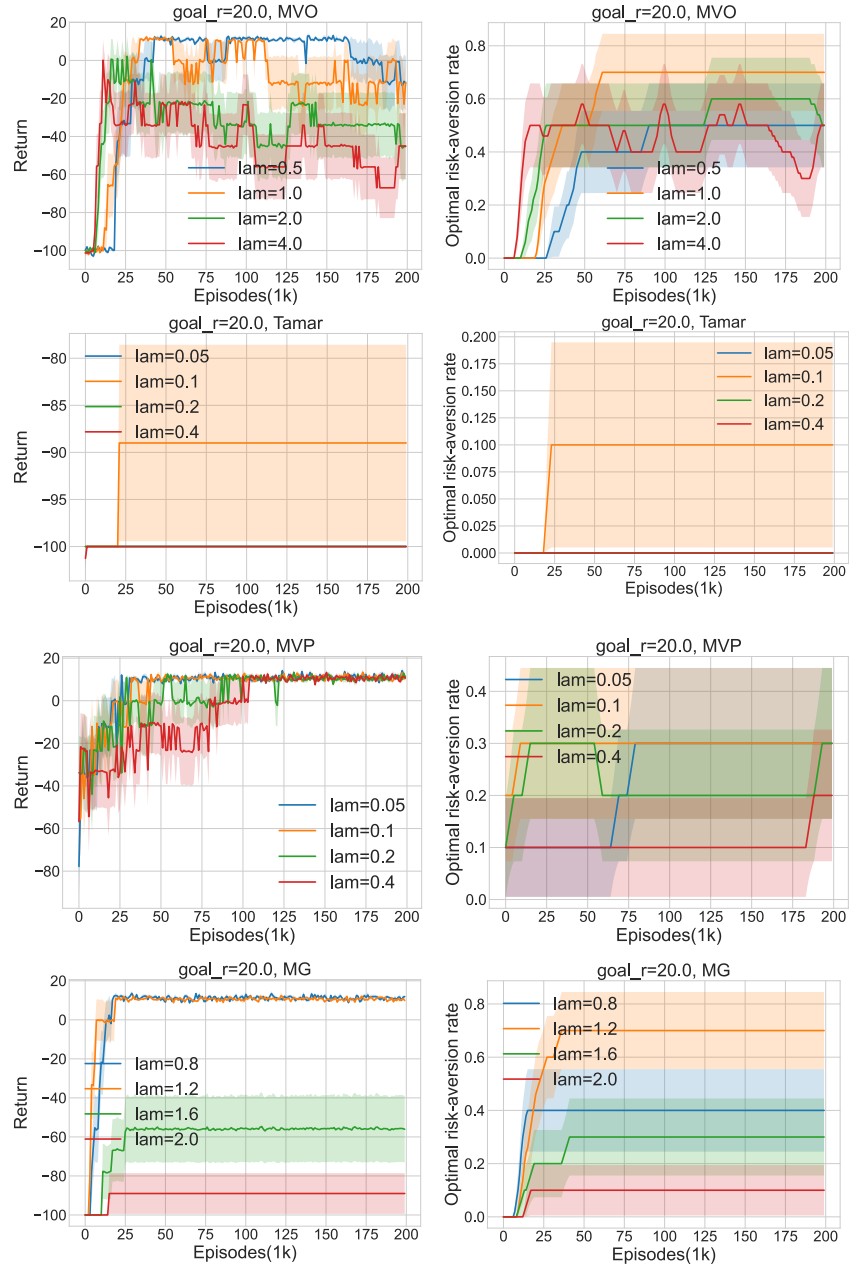 goal_r=20.0, MVO
Return
20
0
−20
−40
−60
−80
−100
lam=0.5
lam=1.0
lam=2.0
lam=4.0
0 25 50 75 100 125 150 175 200
Episodes(1k)
goal_r=20.0, MVO
Optimal risk-aversion rate
0.8
0.6
0.4
0.2
0.0
lam=0.5
lam=1.0
lam=2.0
lam=4.0
0 25 50 75 100 125 150 175 200
Episodes(1k)
goal_r=20.0, Tamar
Return
−80
−85
−90
−95
−100
lam=0.05
lam=0.1
lam=0.2
lam=0.4
0 25 50 75 100 125 150 175 200
Episodes(1k)
goal_r=20.0, Tamar
Optimal risk-aversion rate
0.200
0.175
0.150
0.125
0.100
0.075
0.050
0.025
0.000
lam=0.05
lam=0.1
lam=0.2
lam=0.4
0 25 50 75 100 125 150 175 200
Episodes(1k)
goal_r=20.0, MVP
Return
20
0
−20
−40
−60
−80
lam=0.05
lam=0.1
lam=0.2
lam=0.4
0 25 50 75 100 125 150 175 200
Episodes(1k)
goal_r=20.0, MVP
Optimal risk-aversion rate
0.4
0.3
0.2
0.1
0.0
lam=0.05
lam=0.1
lam=0.2
lam=0.4
0 25 50 75 100 125 150 175 200
Episodes(1k)
goal_r=20.0, MG
Return
20
0
−20
−40
−60
−80
−100
lam=0.8
lam=1.2
lam=1.6
lam=2.0
0 25 50 75 100 125 150 175 200
Episodes(1k)
goal_r=20.0, MG
Optimal risk-aversion rate
0.8
0.6
0.4
0.2
0.0
lam=0.8
lam=1.2
lam=1.6
lam=2.0
0 25 50 75 100 125 150 175 200
Episodes(1k)